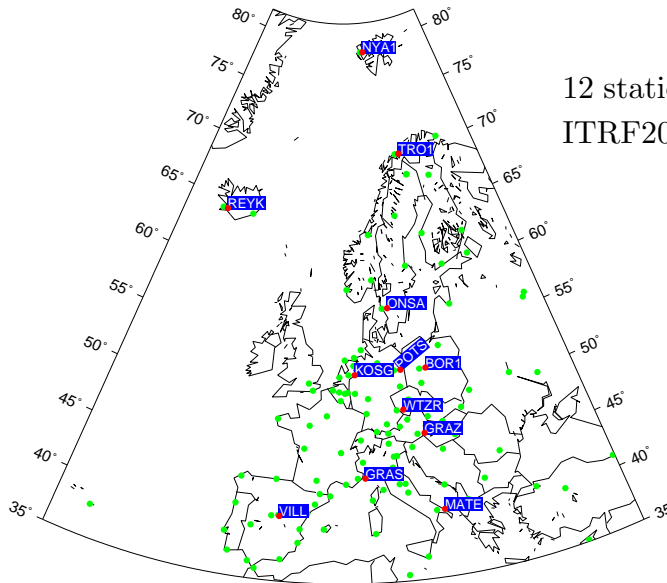 80°
80°
NYA1
75°
75°
12 stati
ITRF20
70°
70°
TRO1
65°
65°
REYK
60°
60°
55°
55°
ONSA
50°
50°
POTS
BOR1
KOSG
45°
45°
WTZR
GRAZ
40°
40°
GRAS
35°
35
VILL
MATE